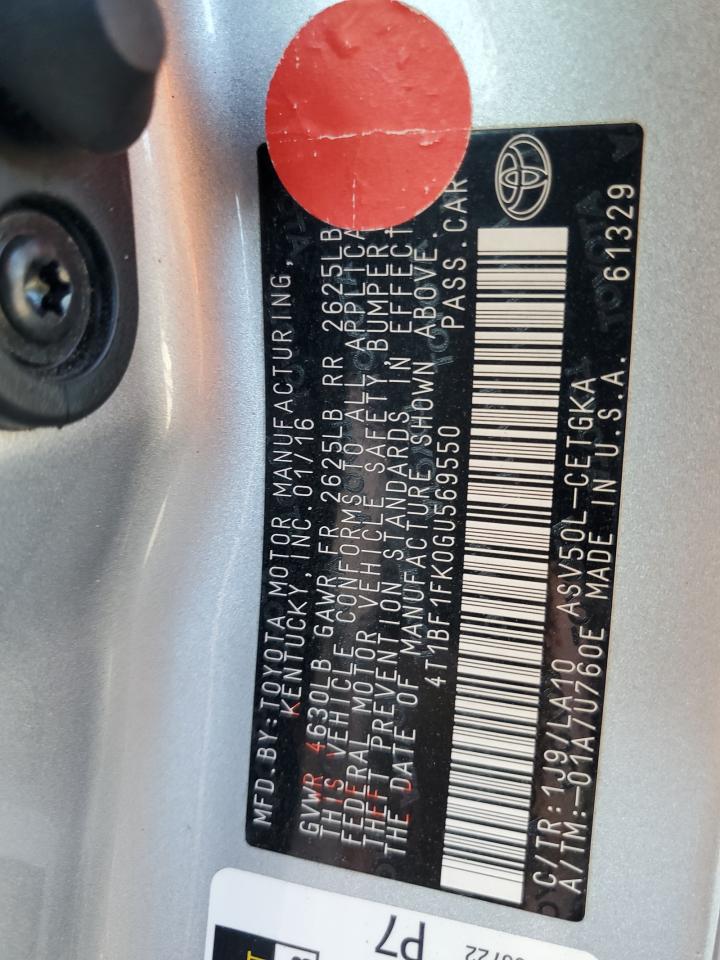 MFD.BY:TOYOTA MOTOR MANUFACTURING,
KENTUCKY,INC. 01/16
GVWR 4630LB GAWR FR 2625LB RR 2625LB
THIS VEHICLE CONFORMS TO ALL APPLICA
FEDERAL MOTOR VEHICLE SAFETY, BUMPER,
THEFT PREVENTION STANDARDS IN EFFECT
THE DATE OF MANUFACTURE SHOWN ABOVE.
4T1BF1FK0GU569550 PASS.CAR
C/TR:1J9/LA10 ASV50L-CETGKA
A/TM:-01A/U760E MADE IN U.S.A. 61329
P7